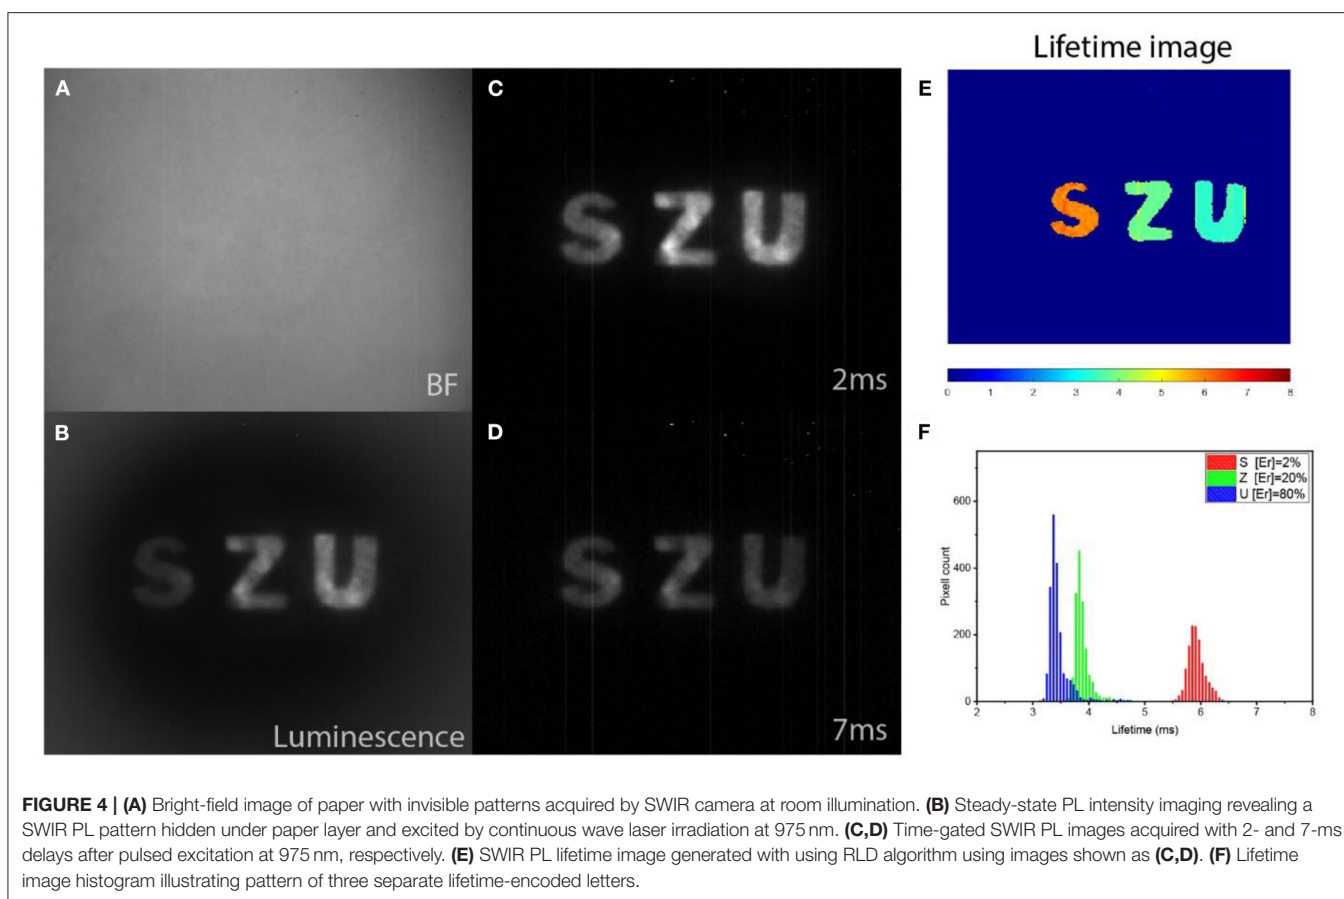 Lifetime image
A
C
E
S Z U
S Z U
BF
2ms
0 1 2 3 4 5 6 7 8
B
D
F
S Z U
S Z U
Luminescence
7ms
S [Er]=2%
Z [Er]=20%
U [Er]=80%
600
400
200
0
Pixell count
2 3 4 5 6 7 8
Lifetime (ms)
FIGURE 4 | (A) Bright-field image of paper with invisible patterns acquired by SWIR camera at room illumination. (B) Steady-state PL intensity imaging revealing a
SWIR PL pattern hidden under paper layer and excited by continuous wave laser irradiation at 975 nm. (C,D) Time-gated SWIR PL images acquired with 2- and 7-ms
delays after pulsed excitation at 975 nm, respectively. (E) SWIR PL lifetime image generated with using RLD algorithm using images shown as (C,D). (F) Lifetime
image histogram illustrating pattern of three separate lifetime-encoded letters.